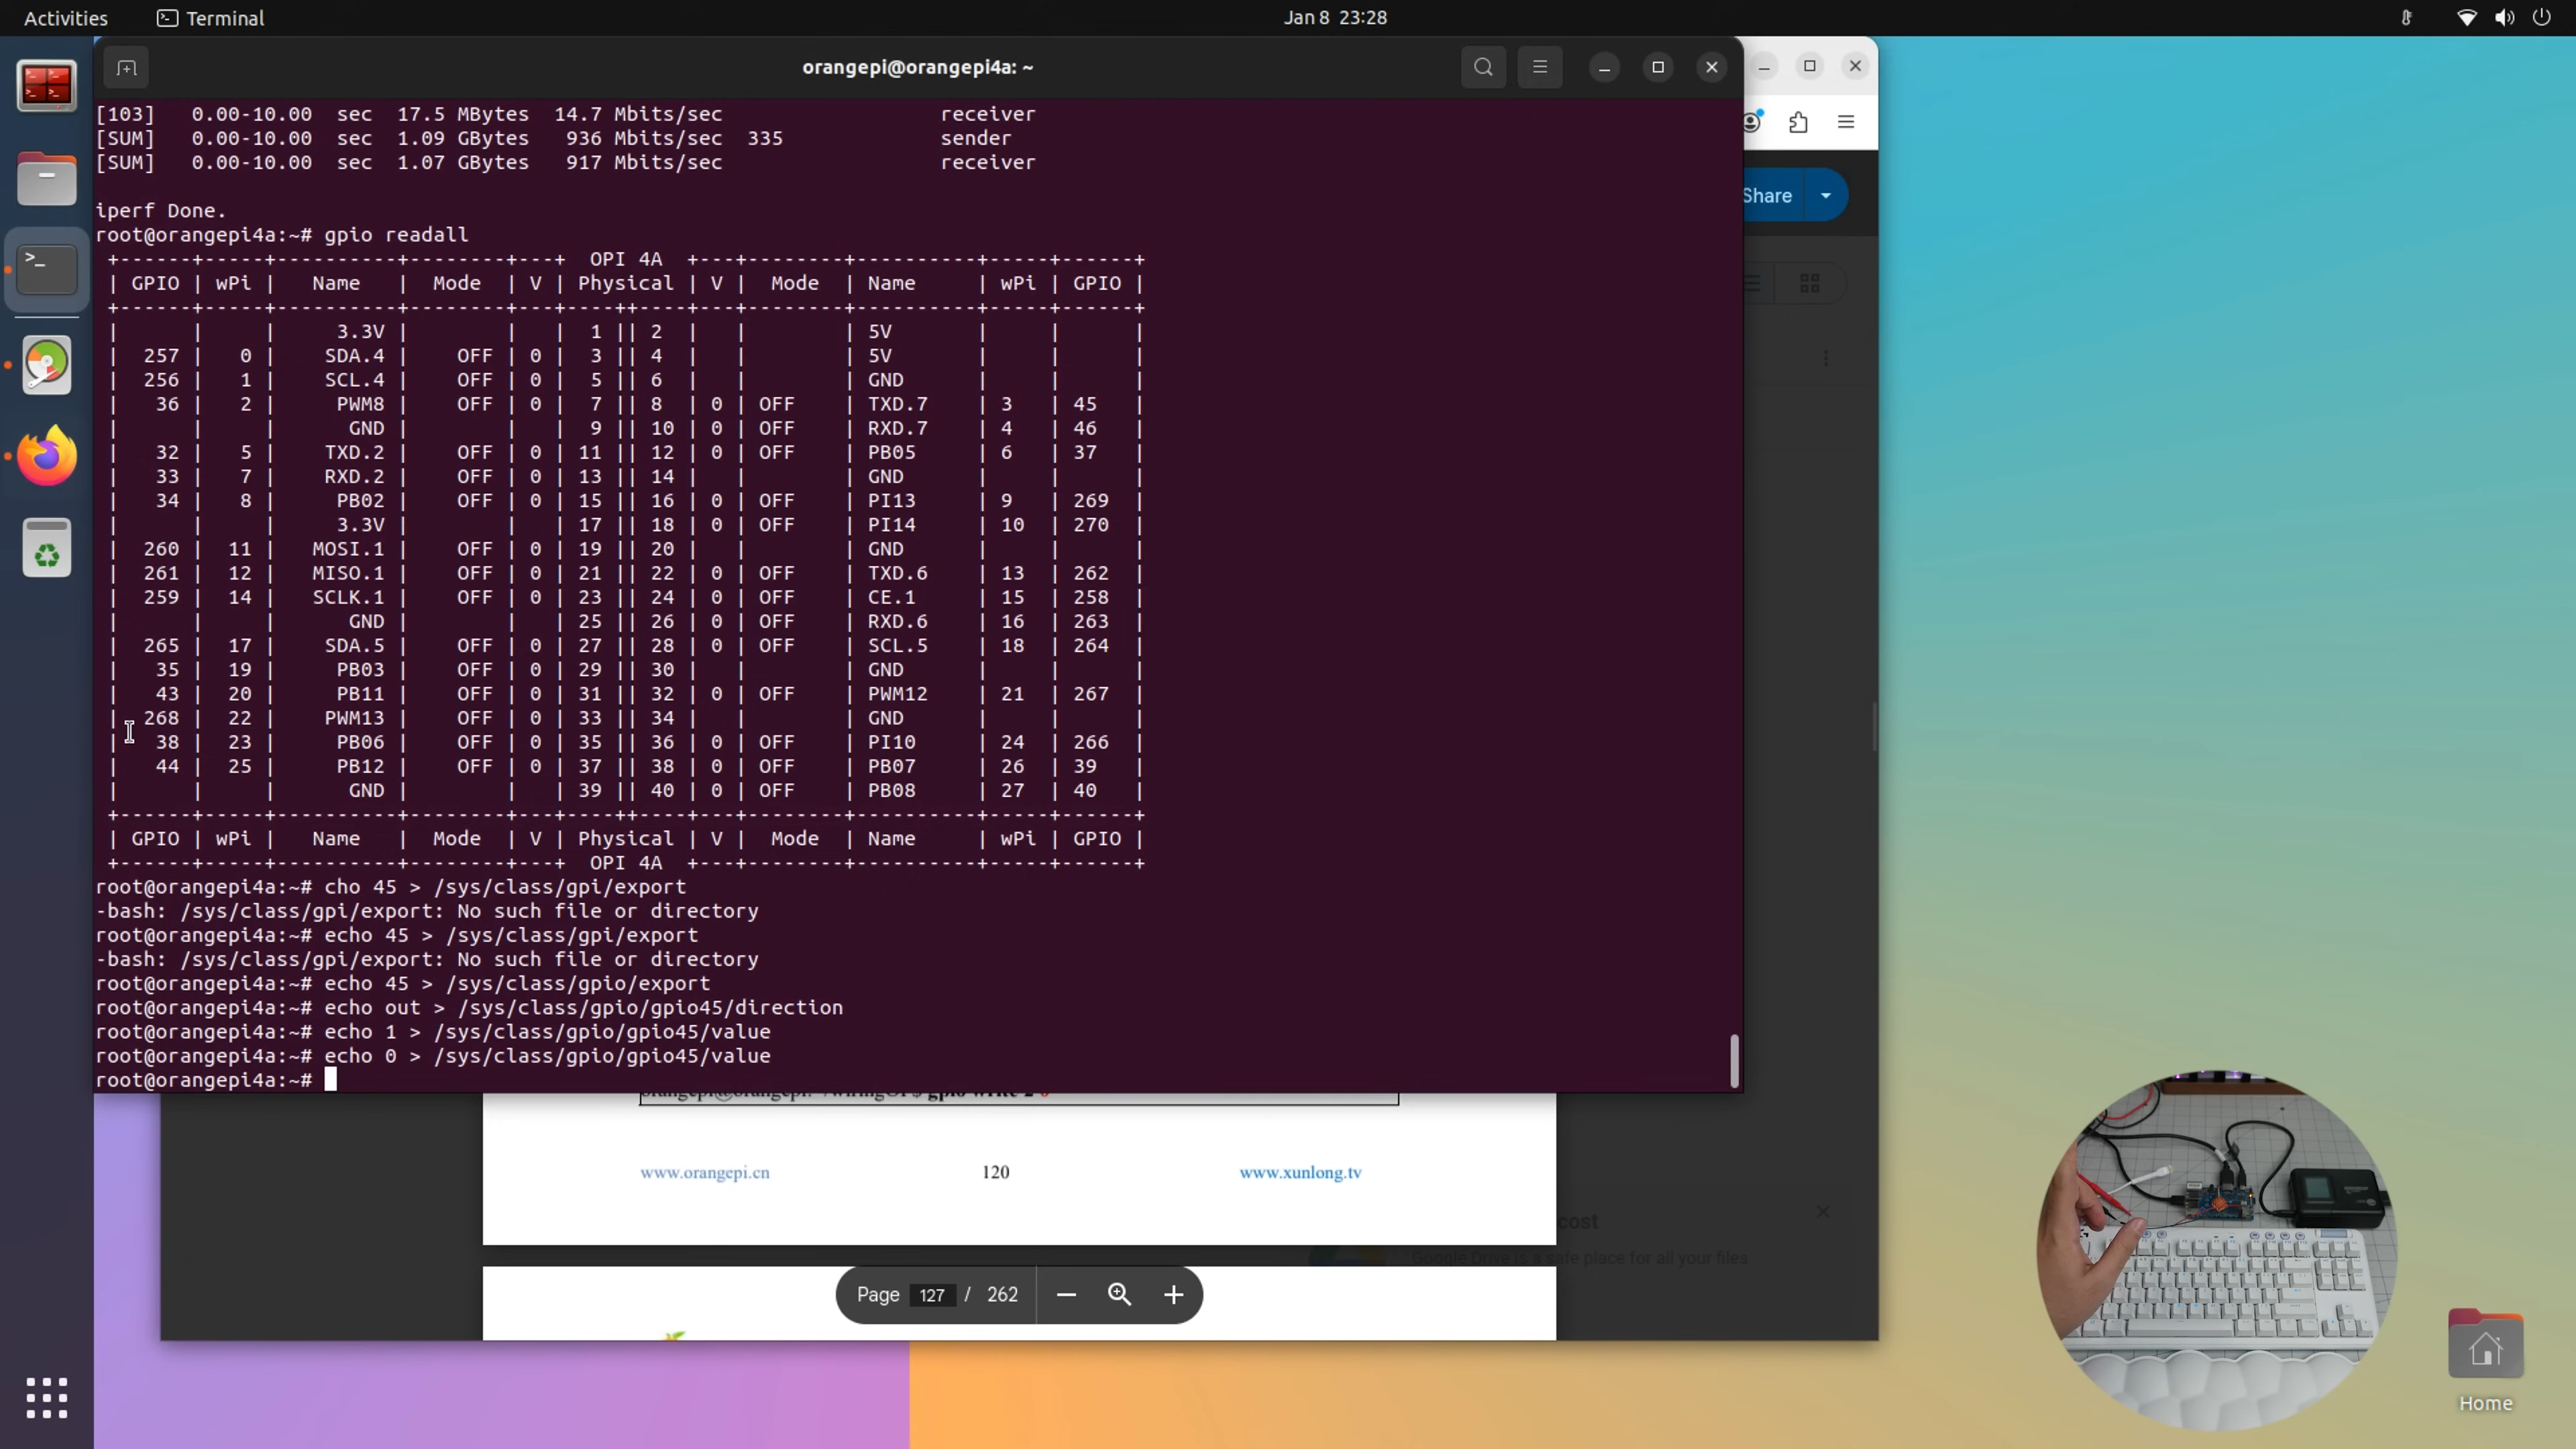 Activities Terminal Jan 8 23:28
orangepi@orangepi4a: ~
[103] 0.00-10.00 sec 17.5 MBytes 14.7 Mbits/sec receiver
[SUM] 0.00-10.00 sec 1.09 GBytes 936 Mbits/sec 335 sender
[SUM] 0.00-10.00 sec 1.07 GBytes 917 Mbits/sec receiver
Share
iperf Done.
root@orangepi4a:~# gpio readall
+------+-----+----------+--------+---+ OPI 4A +---+--------+----------+-----+------+
| GPIO | wPi | Name | Mode | V | Physical | V | Mode | Name | wPi | GPIO |
+------+-----+----------+--------+---+----++----+---+--------+----------+-----+------+
| | | 3.3V | | | 1 || 2 | | | 5V | | |
| 257 | 0 | SDA.4 | OFF | 0 | 3 || 4 | | | 5V | | |
| 256 | 1 | SCL.4 | OFF | 0 | 5 || 6 | | | GND | | |
| 36 | 2 | PWM8 | OFF | 0 | 7 || 8 | 0 | OFF | TXD.7 | 3 | 45 |
| | | GND | | | 9 || 10 | 0 | OFF | RXD.7 | 4 | 46 |
| 32 | 5 | TXD.2 | OFF | 0 | 11 || 12 | 0 | OFF | PB05 | 6 | 37 |
| 33 | 7 | RXD.2 | OFF | 0 | 13 || 14 | | | GND | | |
| 34 | 8 | PB02 | OFF | 0 | 15 || 16 | 0 | OFF | PI13 | 9 | 269 |
| | | 3.3V | | | 17 || 18 | 0 | OFF | PI14 | 10 | 270 |
| 260 | 11 | MOSI.1 | OFF | 0 | 19 || 20 | | | GND | | |
| 261 | 12 | MISO.1 | OFF | 0 | 21 || 22 | 0 | OFF | TXD.6 | 13 | 262 |
| 259 | 14 | SCLK.1 | OFF | 0 | 23 || 24 | 0 | OFF | CE.1 | 15 | 258 |
| | | GND | | | 25 || 26 | 0 | OFF | RXD.6 | 16 | 263 |
| 265 | 17 | SDA.5 | OFF | 0 | 27 || 28 | 0 | OFF | SCL.5 | 18 | 264 |
| 35 | 19 | PB03 | OFF | 0 | 29 || 30 | | | GND | | |
| 43 | 20 | PB11 | OFF | 0 | 31 || 32 | 0 | OFF | PWM12 | 21 | 267 |
| 268 | 22 | PWM13 | OFF | 0 | 33 || 34 | | | GND | | |
| 38 | 23 | PB06 | OFF | 0 | 35 || 36 | 0 | OFF | PI10 | 24 | 266 |
| 44 | 25 | PB12 | OFF | 0 | 37 || 38 | 0 | OFF | PB07 | 26 | 39 |
| | | GND | | | 39 || 40 | 0 | OFF | PB08 | 27 | 40 |
+------+-----+----------+--------+---+----++----+---+--------+----------+-----+------+
| GPIO | wPi | Name | Mode | V | Physical | V | Mode | Name | wPi | GPIO |
+------+-----+----------+--------+---+ OPI 4A +---+--------+----------+-----+------+
root@orangepi4a:~# cho 45 > /sys/class/gpi/export
-bash: /sys/class/gpi/export: No such file or directory
root@orangepi4a:~# echo 45 > /sys/class/gpi/export
-bash: /sys/class/gpi/export: No such file or directory
root@orangepi4a:~# echo 45 > /sys/class/gpio/export
root@orangepi4a:~# echo out > /sys/class/gpio/gpio45/direction
root@orangepi4a:~# echo 1 > /sys/class/gpio/gpio45/value
root@orangepi4a:~# echo 0 > /sys/class/gpio/gpio45/value
root@orangepi4a:~#
www.orangepi.cn 120 www.xunlong.tv
cost
Google Drive is a safe place for all your files
Page 127 / 262
Home